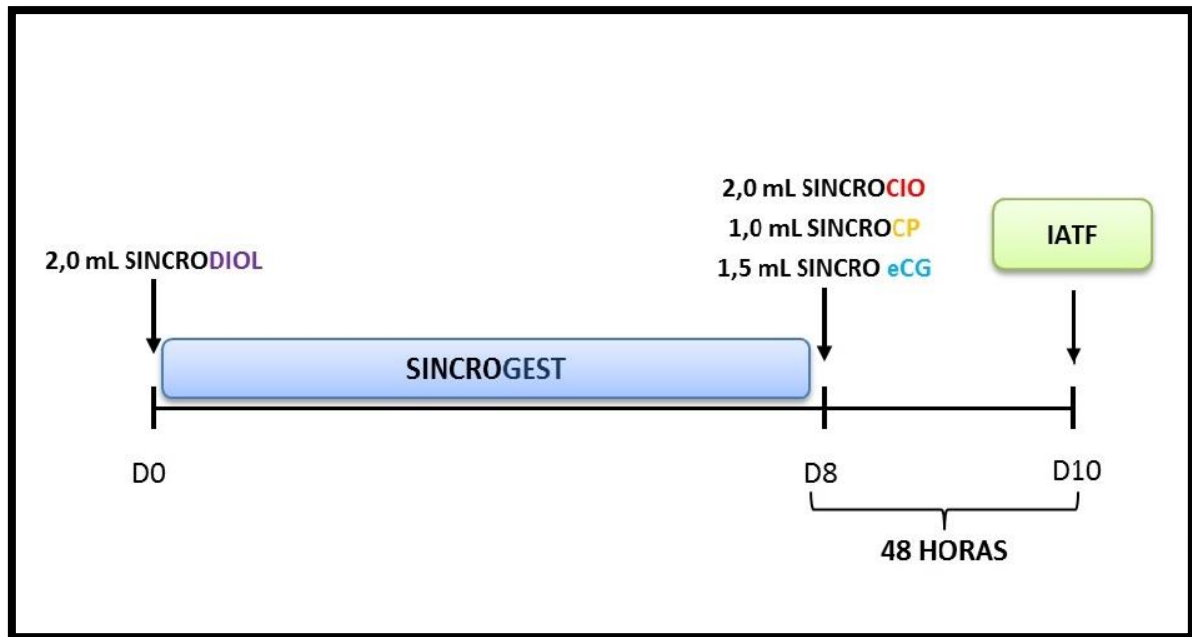 2,0 mL SINCROCIO
1,0 mL SINCROCP
1,5 mL SINCRO eCG
IATF
2,0 mL SINCRODIOL
SINCROGEST
D0
D8
D10
48 HORAS